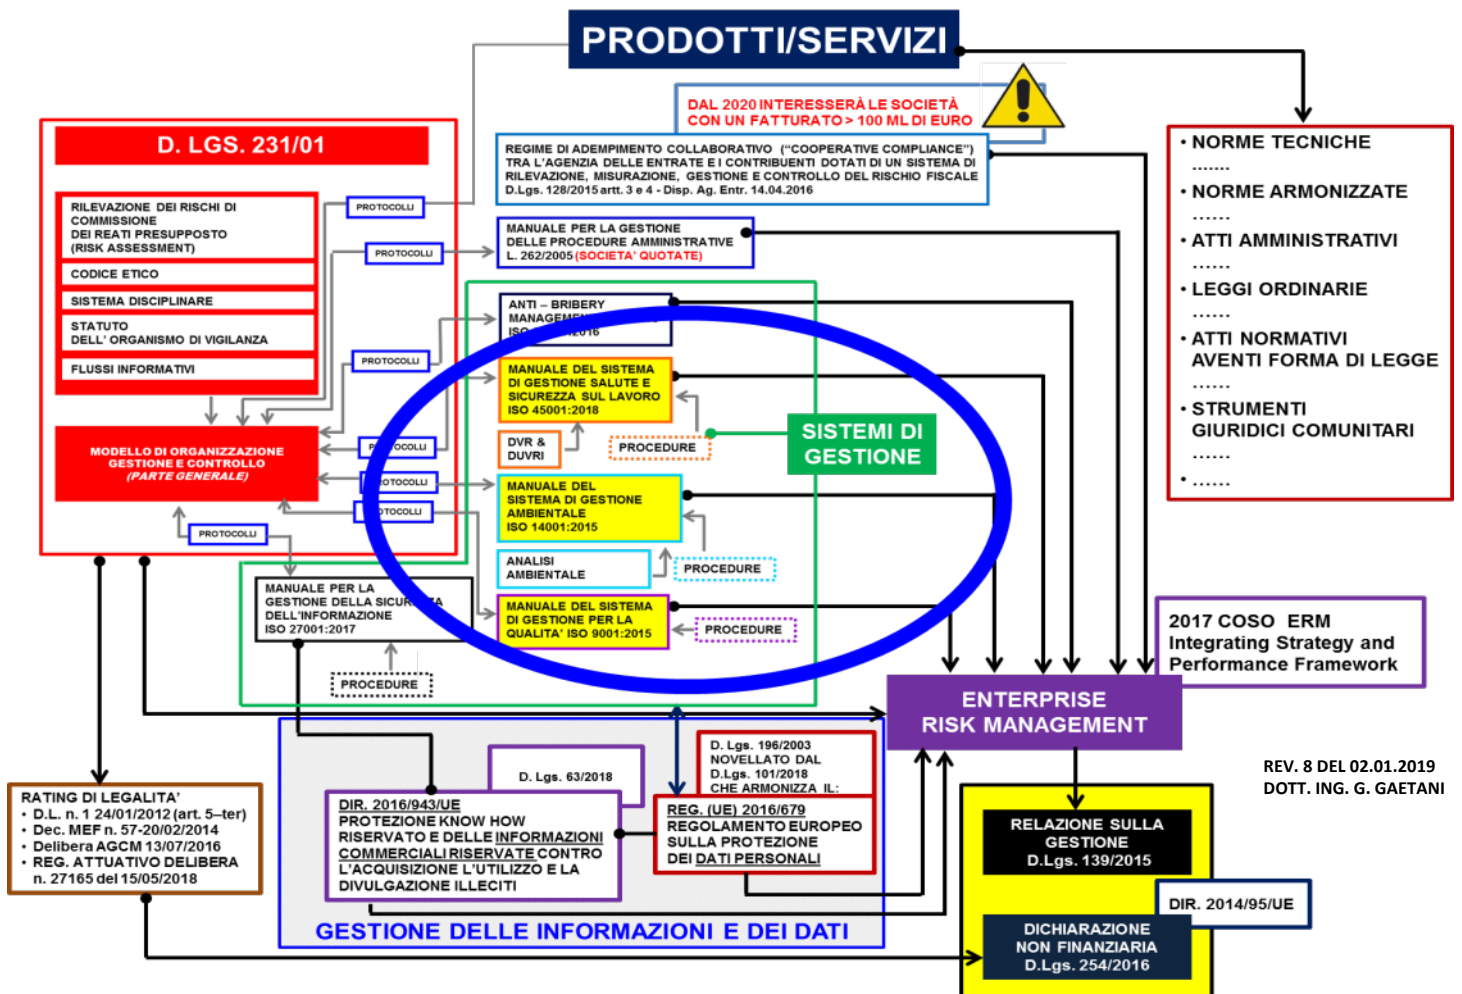 PRODOTTI/SERVIZI
DAL 2020 INTERESSERÀ LE SOCIETÀ
CON UN FATTURATO > 100 ML DI EURO
REGIME DI ADEMPIMENTO COLLABORATIVO (“COOPERATIVE COMPLIANCE”)
TRA L'AGENZIA DELLE ENTRATE E I CONTRIBUENTI DOTATI DI UN SISTEMA DI
RILEVAZIONE, MISURAZIONE, GESTIONE E CONTROLLO DEL RISCHIO FISCALE
D.Lgs. 128/2015 artt. 3 e 4 - Disp. Ag. Entr. 14.04.2016
D. LGS. 231/01
RILEVAZIONE DEI RISCHI DI
COMMISSIONE
DEI REATI PRESUPPOSTO
(RISK ASSESSMENT)
CODICE ETICO
SISTEMA DISCIPLINARE
STATUTO
DELL' ORGANISMO DI VIGILANZA
FLUSSI INFORMATIVI
MODELLO DI ORGANIZZAZIONE
GESTIONE E CONTROLLO
(PARTE GENERALE)
PROTOCOLLI
PROTOCOLLI
PROTOCOLLI
PROTOCOLLI
PROTOCOLLI
PROTOCOLLI
MANUALE PER LA GESTIONE
DELLE PROCEDURE AMMINISTRATIVE
L. 262/2005 (SOCIETA' QUOTATE)
ANTI – BRIBERY
MANAGEMENT
ISO 2016
MANUALE DEL SISTEMA
DI GESTIONE SALUTE E
SICUREZZA SUL LAVORO
ISO 45001:2018
DVR &
DUVRI
PROCEDURE
SISTEMI DI
GESTIONE
MANUALE DEL
SISTEMA DI GESTIONE
AMBIENTALE
ISO 14001:2015
ANALISI
AMBIENTALE
PROCEDURE
MANUALE DEL SISTEMA
DI GESTIONE PER LA
QUALITA' ISO 9001:2015
PROCEDURE
PROTOCOLLI
MANUALE PER LA
GESTIONE DELLA SICUREZZA
DELL'INFORMAZIONE
ISO 27001:2017
PROCEDURE
• NORME TECNICHE
.......
• NORME ARMONIZZATE
......
• ATTI AMMINISTRATIVI
......
• LEGGI ORDINARIE
......
• ATTI NORMATIVI
AVENTI FORMA DI LEGGE
......
• STRUMENTI
GIURIDICI COMUNITARI
......
• ......
2017 COSO ERM
Integrating Strategy and
Performance Framework
ENTERPRISE
RISK MANAGEMENT
REV. 8 DEL 02.01.2019
DOTT. ING. G. GAETANI
RATING DI LEGALITA'
• D.L. n. 1 24/01/2012 (art. 5–ter)
• Dec. MEF n. 57-20/02/2014
• Delibera AGCM 13/07/2016
• REG. ATTUATIVO DELIBERA
n. 27165 del 15/05/2018
D. Lgs. 63/2018
DIR. 2016/943/UE
PROTEZIONE KNOW HOW
RISERVATO E DELLE INFORMAZIONI
COMMERCIALI RISERVATE CONTRO
L'ACQUISIZIONE L'UTILIZZO E LA
DIVULGAZIONE ILLECITI
D. Lgs. 196/2003
NOVELLATO DAL
D.Lgs. 101/2018
CHE ARMONIZZA IL:
REG. (UE) 2016/679
REGOLAMENTO EUROPEO
SULLA PROTEZIONE
DEI DATI PERSONALI
GESTIONE DELLE INFORMAZIONI E DEI DATI
RELAZIONE SULLA
GESTIONE
D.Lgs. 139/2015
DIR. 2014/95/UE
DICHIARAZIONE
NON FINANZIARIA
D.Lgs. 254/2016